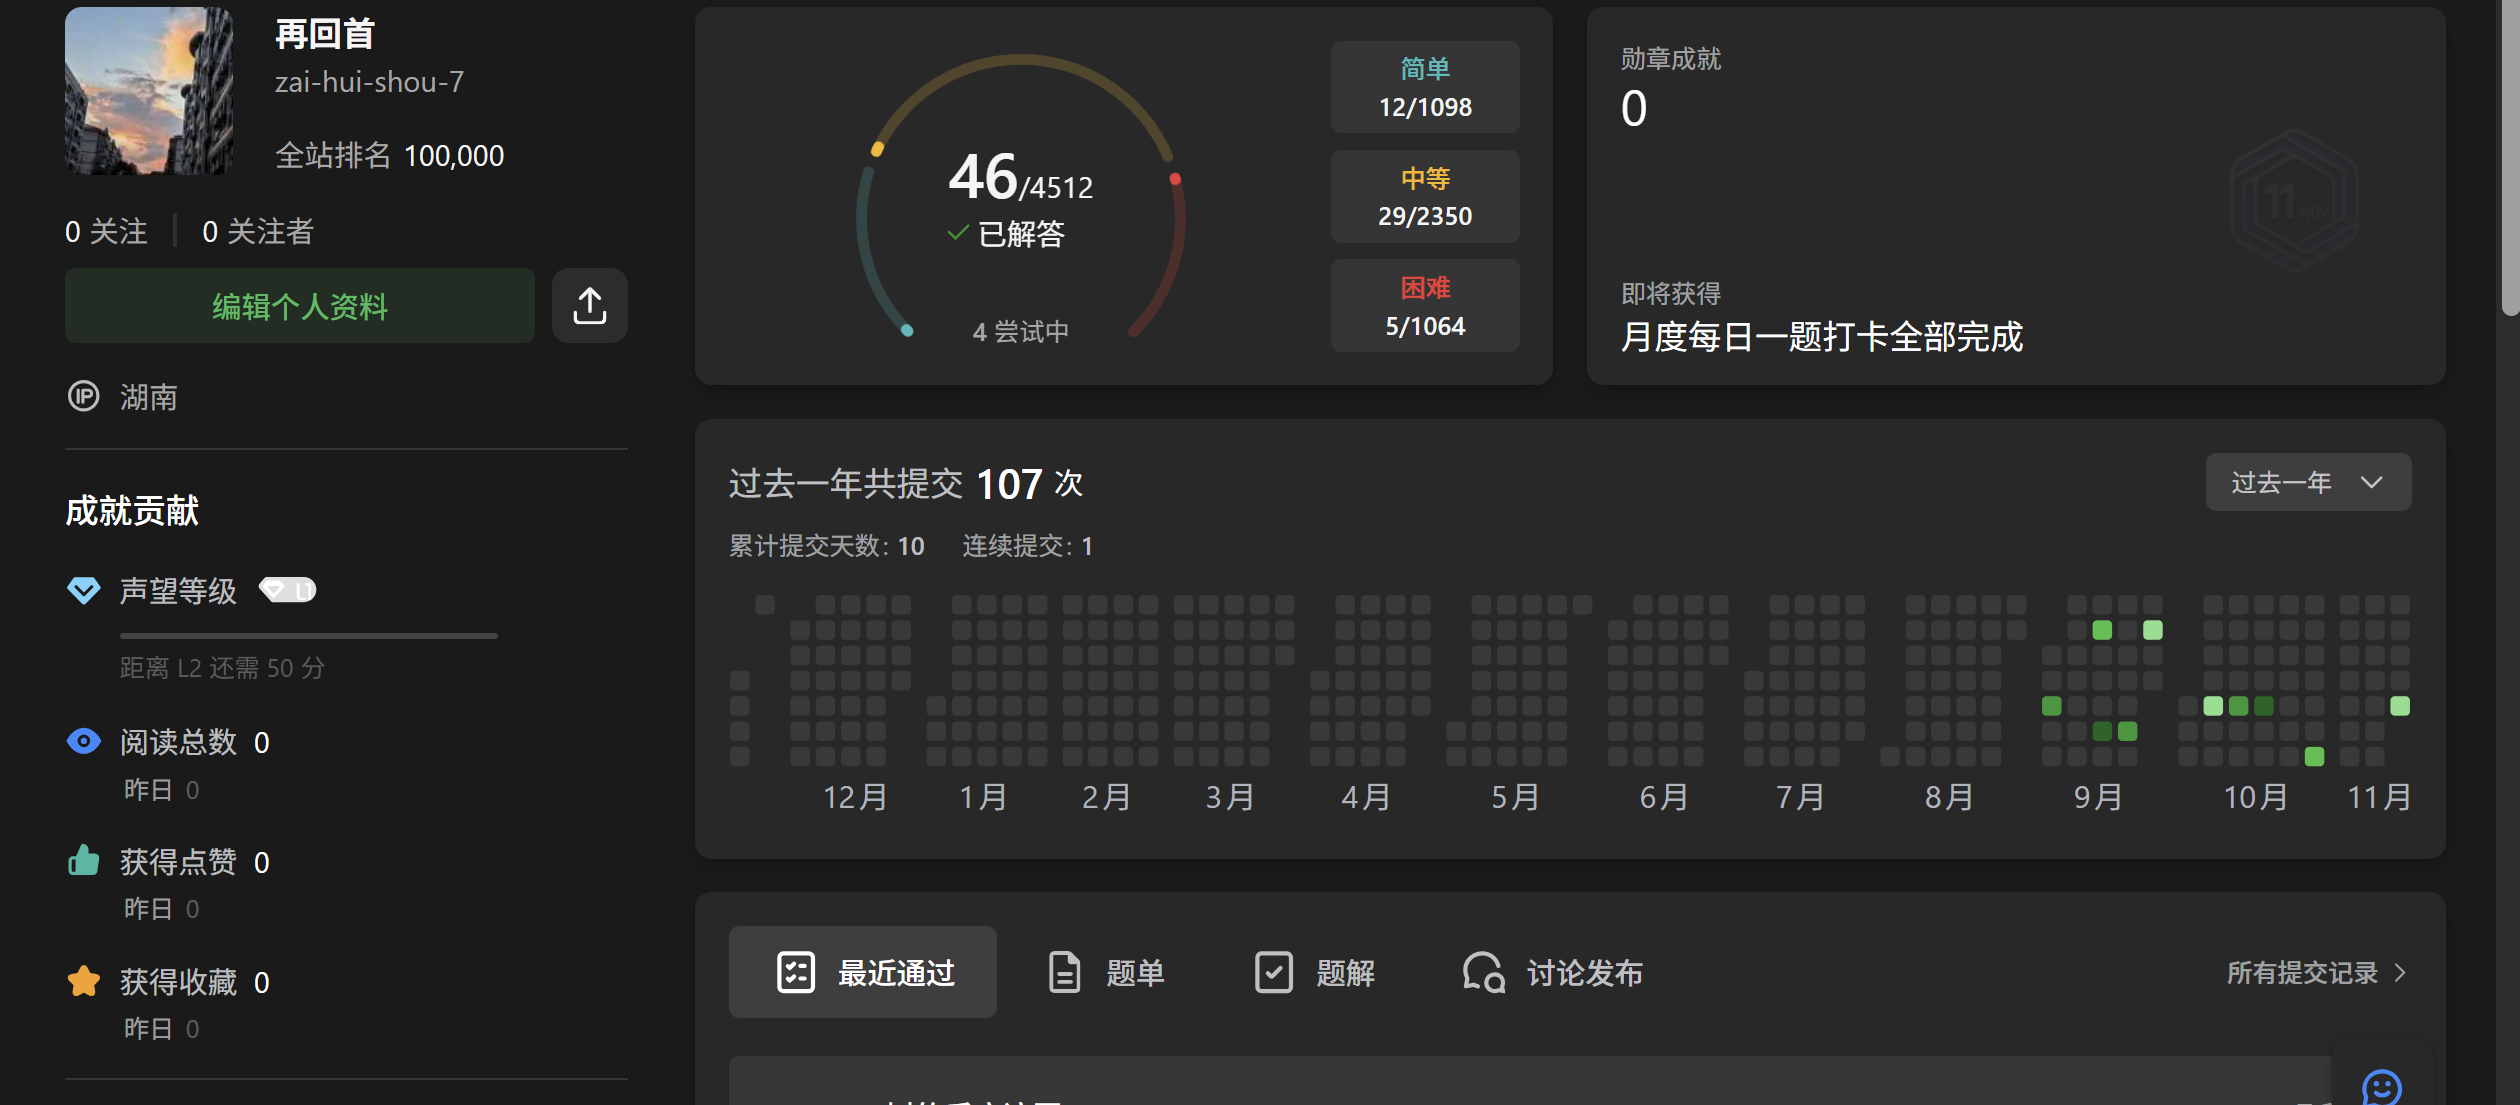 再回首
zai-hui-shou-7
全站排名 100,000
0 关注 0 关注者
编辑个人资料
IP 湖南
成就贡献
声望等级 L1
距离 L2 还需 50 分
阅读总数 0
昨日 0
获得点赞 0
昨日 0
获得收藏 0
昨日 0
46/4512
已解答
4 尝试中
简单
12/1098
中等
29/2350
困难
5/1064
勋章成就
0
11 NOV
即将获得
月度每日一题打卡全部完成
过去一年共提交 107 次
过去一年
累计提交天数: 10 连续提交: 1
12月 1月 2月 3月 4月 5月 6月 7月 8月 9月 10月 11月
最近通过 题单 题解 讨论发布 所有提交记录